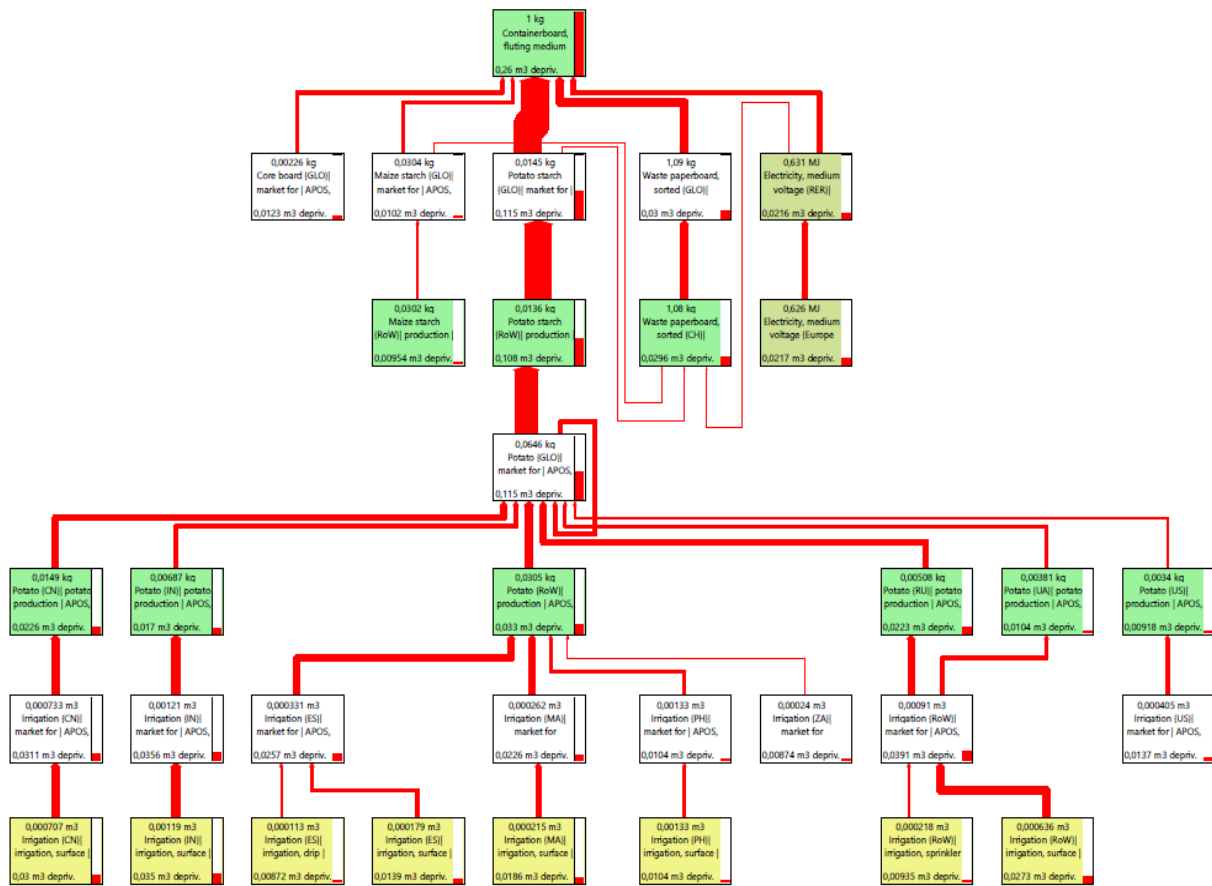 1 kg
Containerboard,
fluting medium
0,26 m3 depriv.
0,00226 kg
Core board {GLO}|
market for | APOS,
0,0123 m3 depriv.
0,0304 kg
Maize starch {GLO}|
market for | APOS,
0,0102 m3 depriv.
0,0145 kg
Potato starch
{GLO}| market for |
0,115 m3 depriv.
1,09 kg
Waste paperboard,
sorted {GLO}|
0,03 m3 depriv.
0,631 MJ
Electricity, medium
voltage {RER}|
0,0216 m3 depriv.
0,0302 kg
Maize starch
{RoW}| production |
0,00954 m3 depriv.
0,0136 kg
Potato starch
{RoW}| production |
0,108 m3 depriv.
1,08 kg
Waste paperboard,
sorted {CH}|
0,0296 m3 depriv.
0,626 MJ
Electricity, medium
voltage {Europe
0,0217 m3 depriv.
0,0646 kg
Potato {GLO}|
market for | APOS,
0,115 m3 depriv.
0,0149 kg
Potato {CN}| potato
production | APOS,
0,0226 m3 depriv.
0,00687 kg
Potato {IN}| potato
production | APOS,
0,017 m3 depriv.
0,0305 kg
Potato {RoW}|
production | APOS,
0,033 m3 depriv.
0,00508 kg
Potato {RU}| potato
production | APOS,
0,0223 m3 depriv.
0,00381 kg
Potato {UA}| potato
production | APOS,
0,0104 m3 depriv.
0,0034 kg
Potato {US}|
production | APOS,
0,00918 m3 depriv.
0,000733 m3
Irrigation {CN}|
market for | APOS,
0,0311 m3 depriv.
0,00121 m3
Irrigation {IN}|
market for | APOS,
0,0356 m3 depriv.
0,000331 m3
Irrigation {ES}|
market for | APOS,
0,0257 m3 depriv.
0,000262 m3
Irrigation {MA}|
market for
0,0226 m3 depriv.
0,00133 m3
Irrigation {PH}|
market for | APOS,
0,0104 m3 depriv.
0,00024 m3
Irrigation {ZA}|
market for
0,00874 m3 depriv.
0,00091 m3
Irrigation {RoW}|
market for | APOS,
0,0391 m3 depriv.
0,000405 m3
Irrigation {US}|
market for | APOS,
0,0137 m3 depriv.
0,000707 m3
Irrigation {CN}|
irrigation, surface |
0,03 m3 depriv.
0,00119 m3
Irrigation {IN}|
irrigation, surface |
0,035 m3 depriv.
0,000113 m3
Irrigation {ES}|
irrigation, drip |
0,00872 m3 depriv.
0,000179 m3
Irrigation {ES}|
irrigation, surface |
0,0139 m3 depriv.
0,000215 m3
Irrigation {MA}|
irrigation, surface |
0,0186 m3 depriv.
0,00133 m3
Irrigation {PH}|
irrigation, surface |
0,0104 m3 depriv.
0,000218 m3
Irrigation {RoW}|
irrigation, sprinkler
0,00935 m3 depriv.
0,000636 m3
Irrigation {RoW}|
irrigation, surface |
0,0273 m3 depriv.